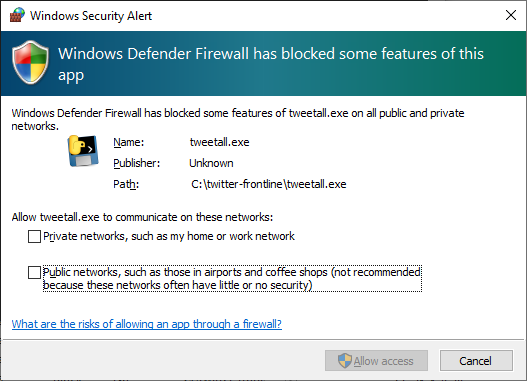 Windows Security Alert
Windows Defender Firewall has blocked some features of this
app
Windows Defender Firewall has blocked some features of tweetall.exe on all public and private
networks.
Name: tweetall.exe
Publisher: Unknown
Path: C:\twitter-frontline\tweetall.exe
Allow tweetall.exe to communicate on these networks:
Private networks, such as my home or work network
Public networks, such as those in airports and coffee shops (not recommended
because these networks often have little or no security)
What are the risks of allowing an app through a firewall?
Allow access Cancel